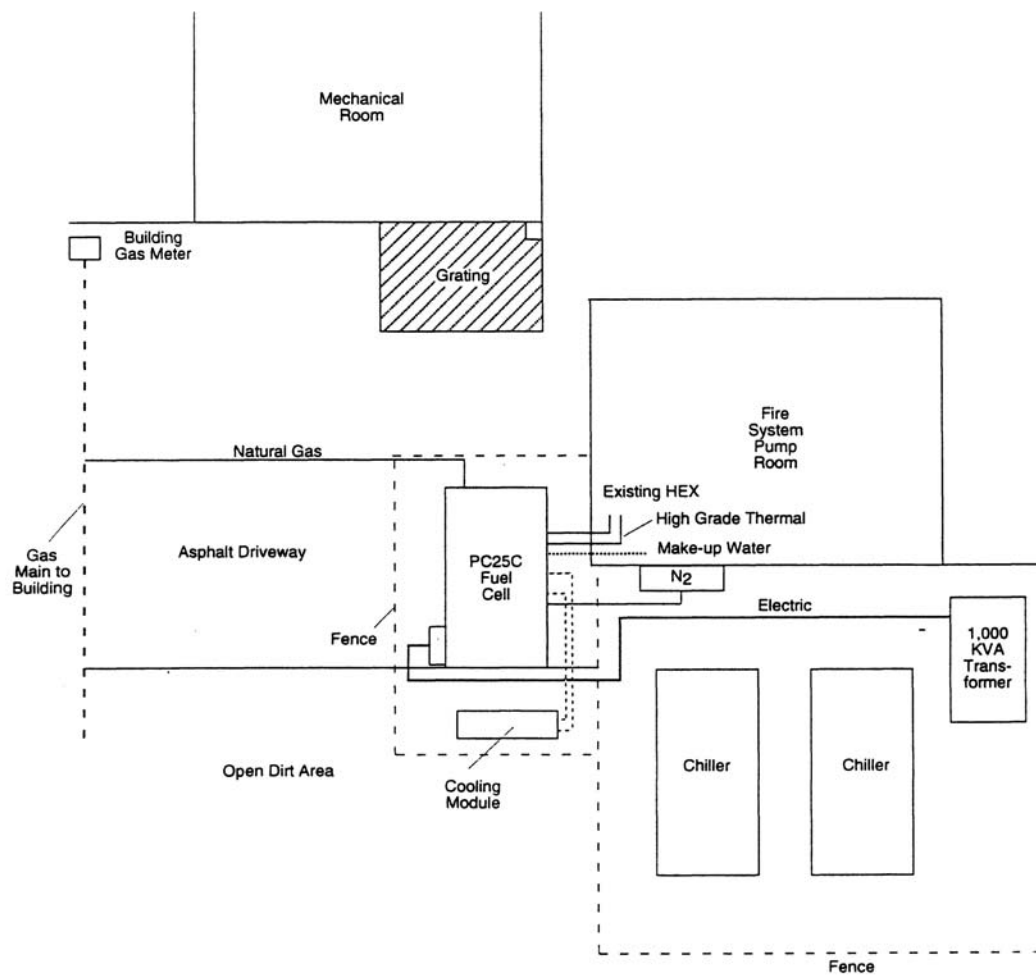 Mechanical
Room
Building
Gas Meter
Grating
Fire
System
Pump
Room
Natural Gas
Existing HEX
High Grade Thermal
Make-up Water
Gas
Main to
Building
Asphalt Driveway
PC25C
Fuel
Cell
N2
Electric
Fence
1,000
KVA
Trans-
former
Chiller
Chiller
Open Dirt Area
Cooling
Module
Fence